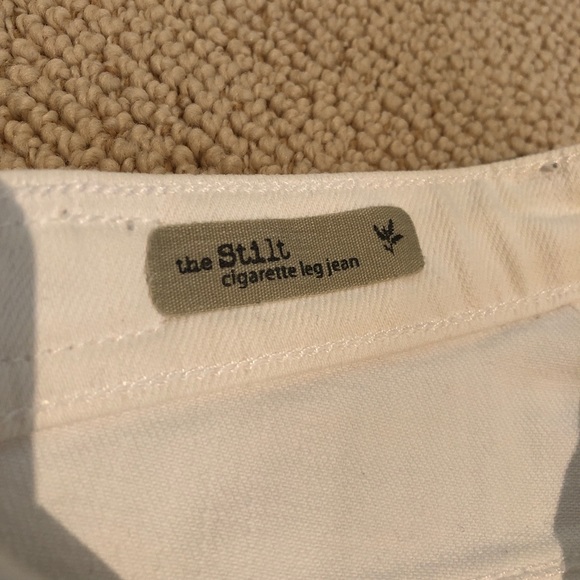 the Stilt
cigarette leg jean